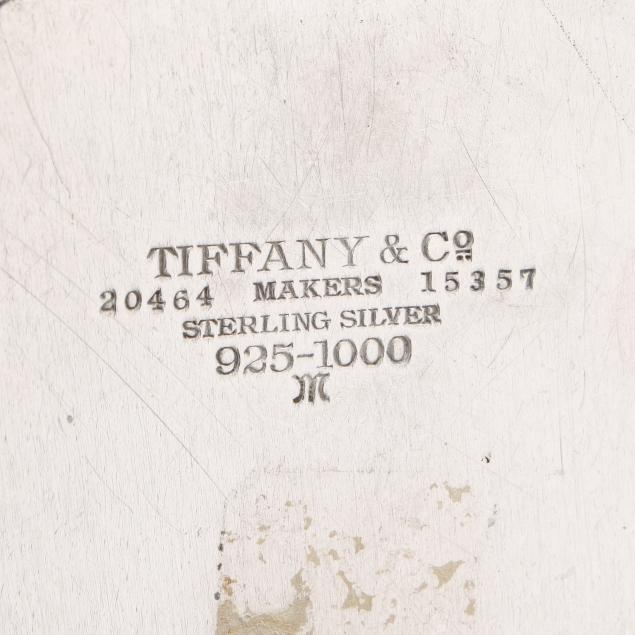 TIFFANY & Cº
20464 MAKERS 15357
STERLING SILVER
925-1000
M